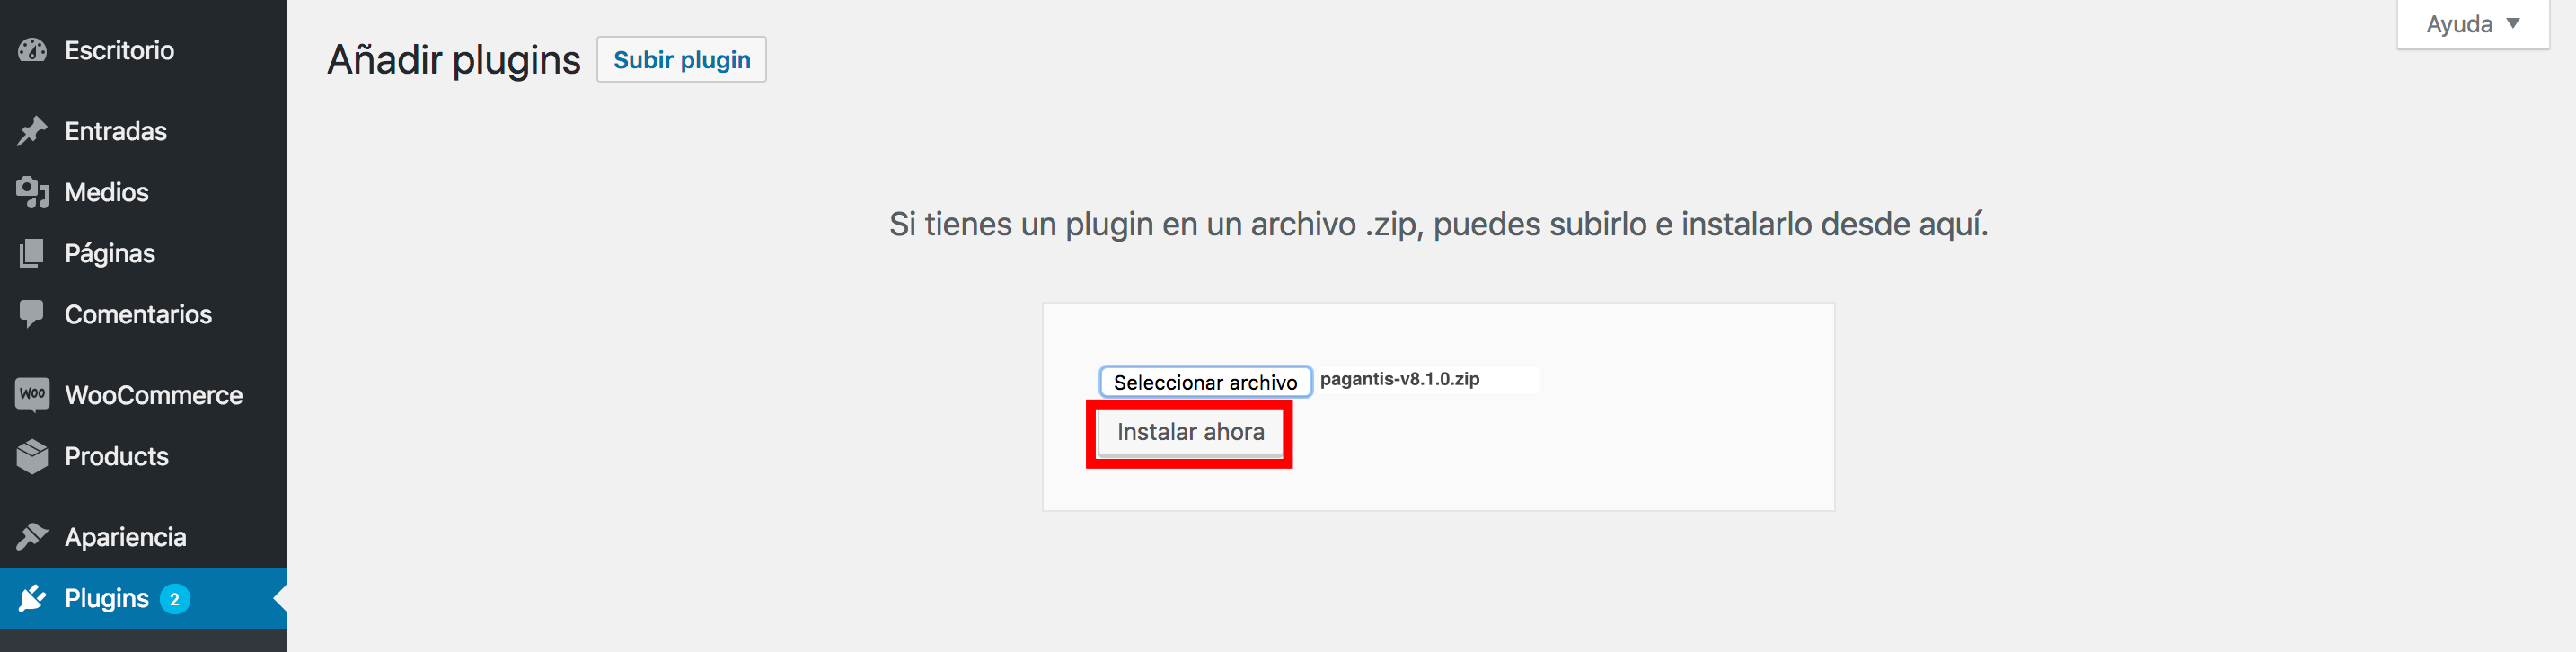 Escritorio
Entradas
Medios
Páginas
Comentarios
Woo WooCommerce
Products
Apariencia
Plugins 2
Ayuda
Añadir plugins Subir plugin
Si tienes un plugin en un archivo .zip, puedes subirlo e instalarlo desde aquí.
Seleccionar archivo pagantis-v8.1.0.zip
Instalar ahora